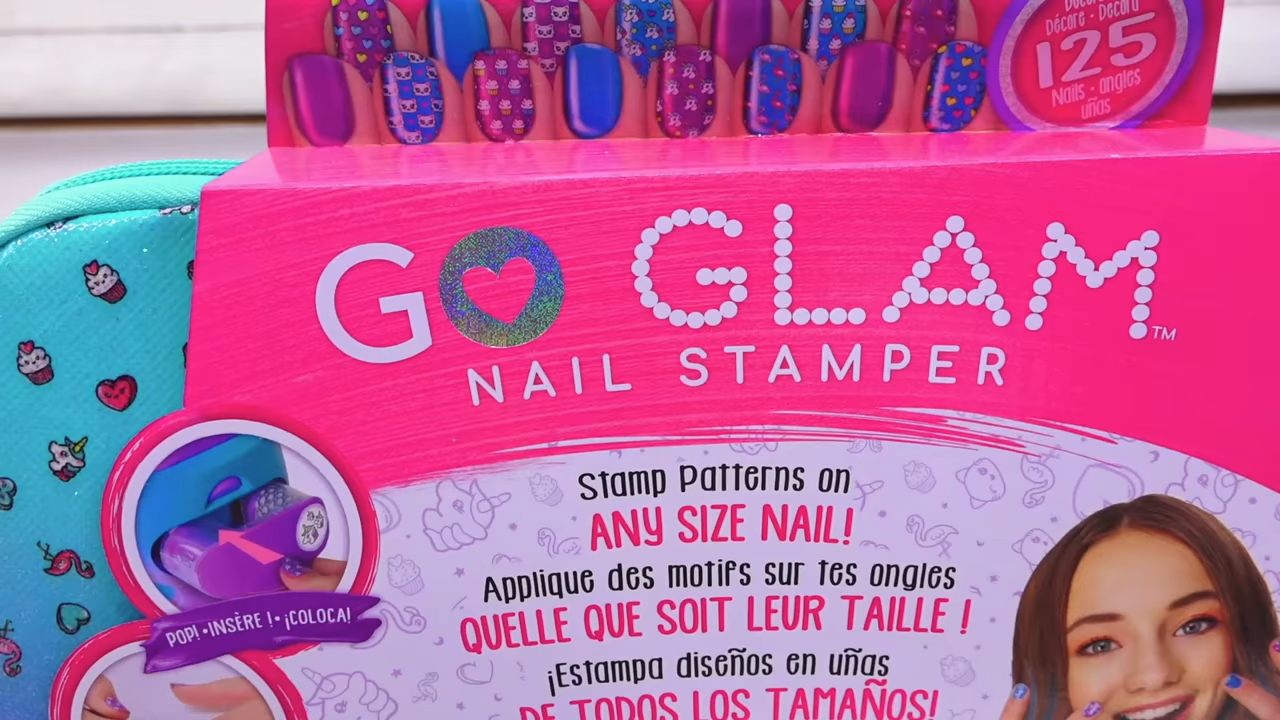 Décore • Decora
125
Nails • ongles
uñas
GO GLAM™
NAIL STAMPER
Stamp Patterns on
ANY SIZE NAIL!
Applique des motifs sur tes ongles
QUELLE QUE SOIT LEUR TAILLE !
¡Estampa diseños en uñas
DE TODOS LOS TAMAÑOS!
POP! • INSÈRE ! • ¡COLOCA!